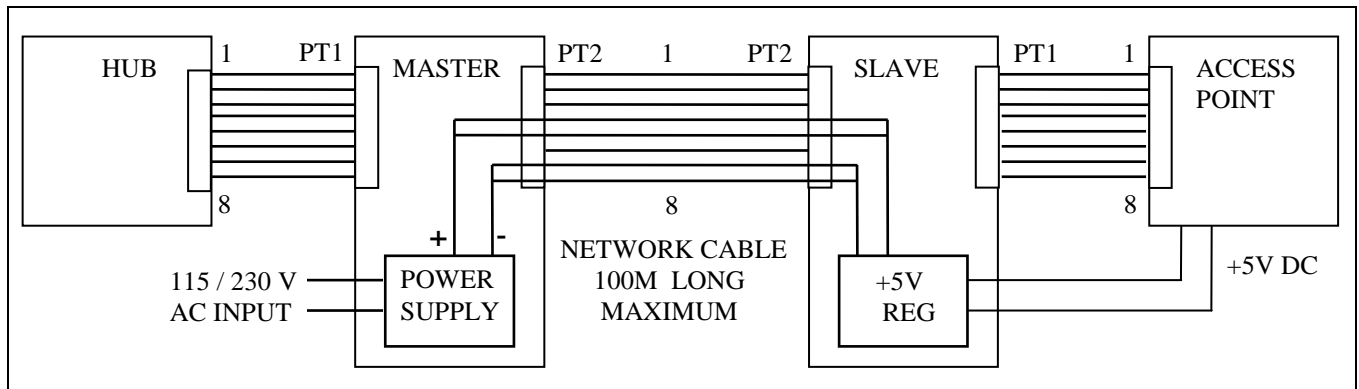 HUB
1
PT1
MASTER
PT2
1
PT2
SLAVE
PT1
1
ACCESS
POINT
8
8
8
+
-
115 / 230 V
AC INPUT
POWER
SUPPLY
NETWORK CABLE
100M LONG
MAXIMUM
+5V
REG
+5V DC